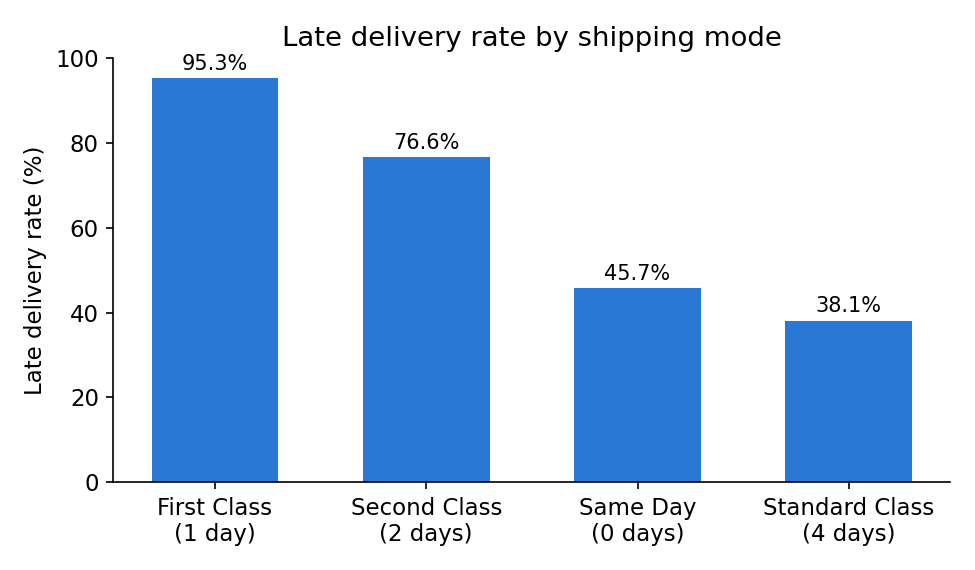 Late delivery rate by shipping mode
Late delivery rate (%)
100
80
60
40
20
0
95.3%
76.6%
45.7%
38.1%
First Class
(1 day)
Second Class
(2 days)
Same Day
(0 days)
Standard Class
(4 days)